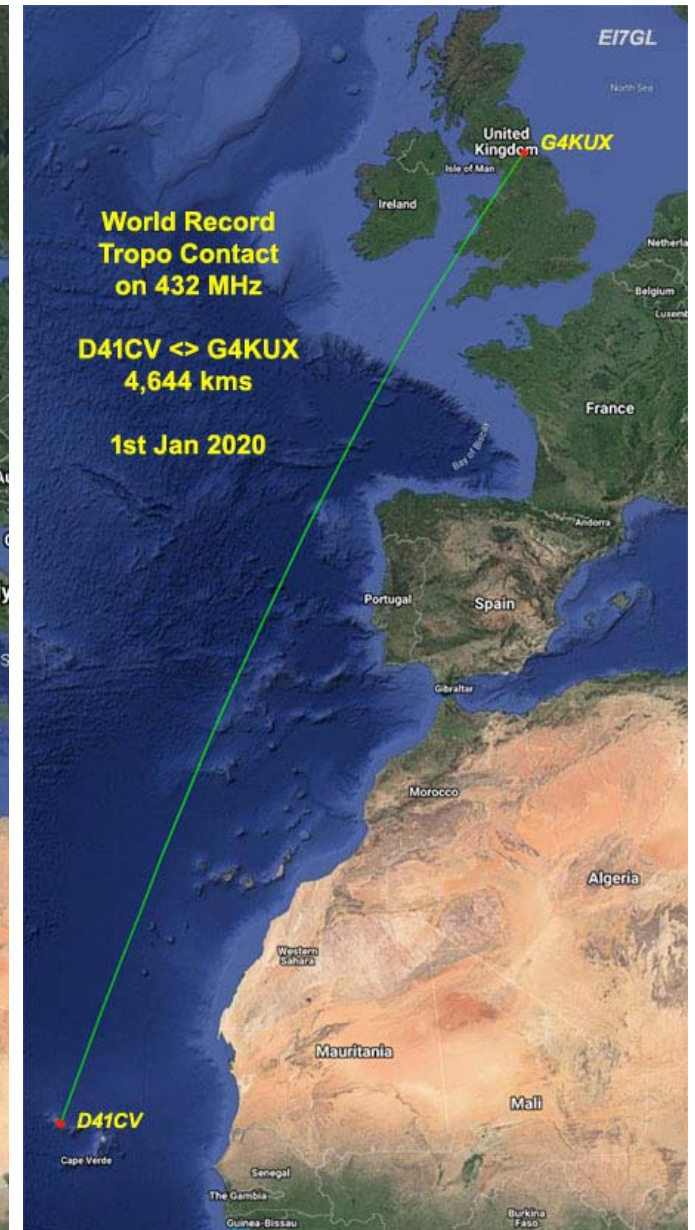 EI7GL
North Sea
United
Kingdom
G4KUX
Isle of Man
Ireland
World Record
Tropo Contact
on 432 MHz
D41CV <> G4KUX
4,644 kms
1st Jan 2020
Netherla
Belgium
Luxemb
France
Bay of Biscay
Andorra
Portugal
Spain
Gibraltar
Morocco
Algeria
Western
Sahara
Mauritania
Mali
D41CV
Cape Verde
Senegal
The Gambia
Guinea-Bissau
Burkina
Faso